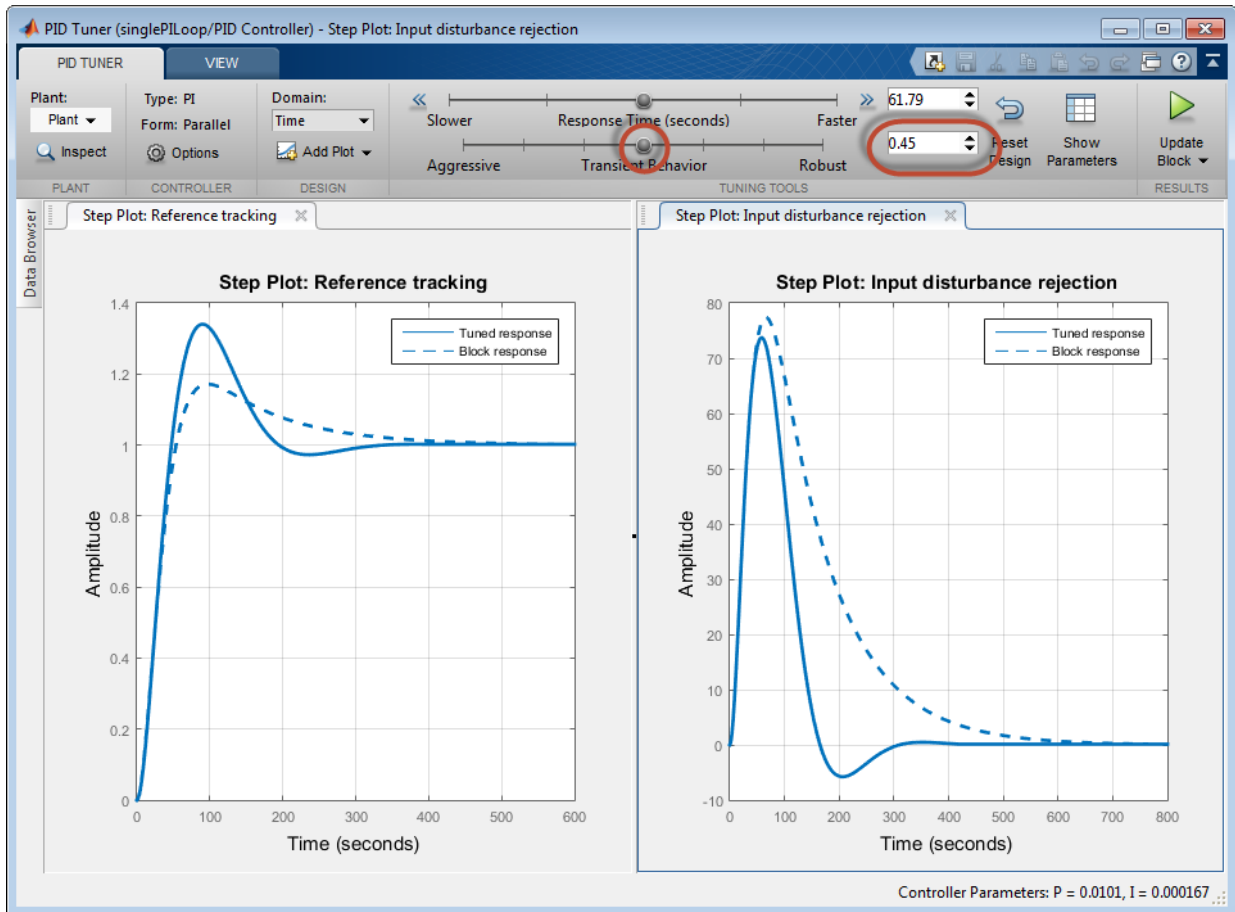 PID Tuner (singlePILoop/PID Controller) - Step Plot: Input disturbance rejection
PID TUNER
VIEW
Plant:
Plant
Inspect
PLANT
Type: PI
Form: Parallel
Options
CONTROLLER
Domain:
Time
Add Plot
DESIGN
Slower
Response Time (seconds)
Faster
61.79
Aggressive
Transient Behavior
Robust
0.45
TUNING TOOLS
Reset
Design
Show
Parameters
Update
Block
RESULTS
Data Browser
Step Plot: Reference tracking
Step Plot: Reference tracking
Tuned response
Block response
1.4
1.2
1
0.8
0.6
0.4
0.2
0
Amplitude
0 100 200 300 400 500 600
Time (seconds)
Step Plot: Input disturbance rejection
Step Plot: Input disturbance rejection
Tuned response
Block response
80
70
60
50
40
30
20
10
0
-10
Amplitude
0 100 200 300 400 500 600 700 800
Time (seconds)
Controller Parameters: P = 0.0101, I = 0.000167